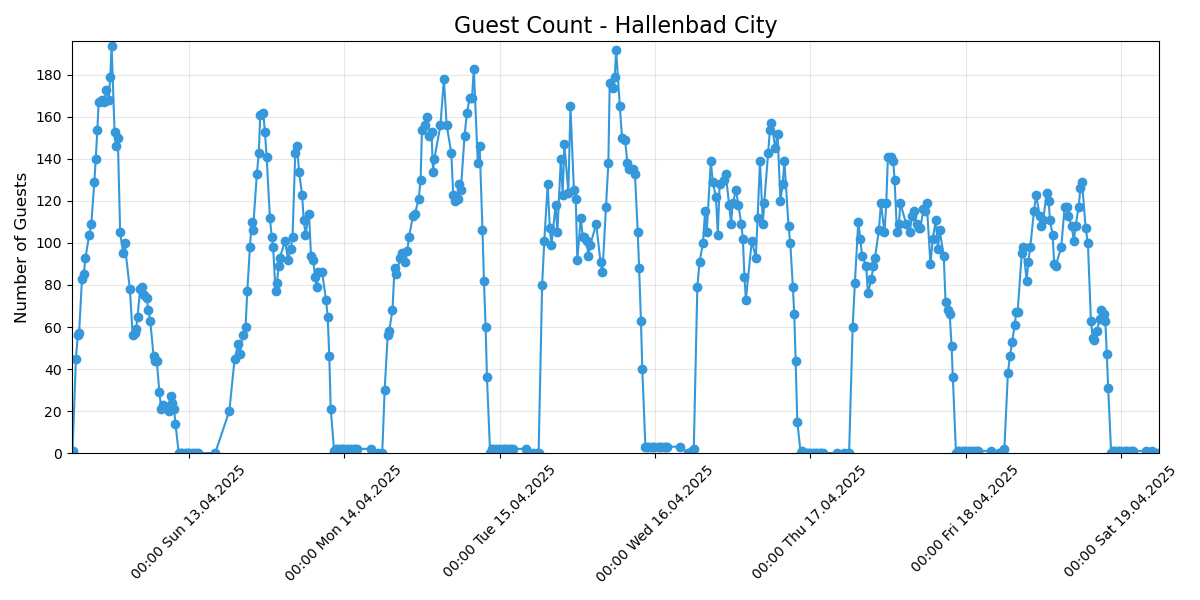 Guest Count - Hallenbad City
Number of Guests
180
160
140
120
100
80
60
40
20
0
00:00 Sun 13.04.2025
00:00 Mon 14.04.2025
00:00 Tue 15.04.2025
00:00 Wed 16.04.2025
00:00 Thu 17.04.2025
00:00 Fri 18.04.2025
00:00 Sat 19.04.2025